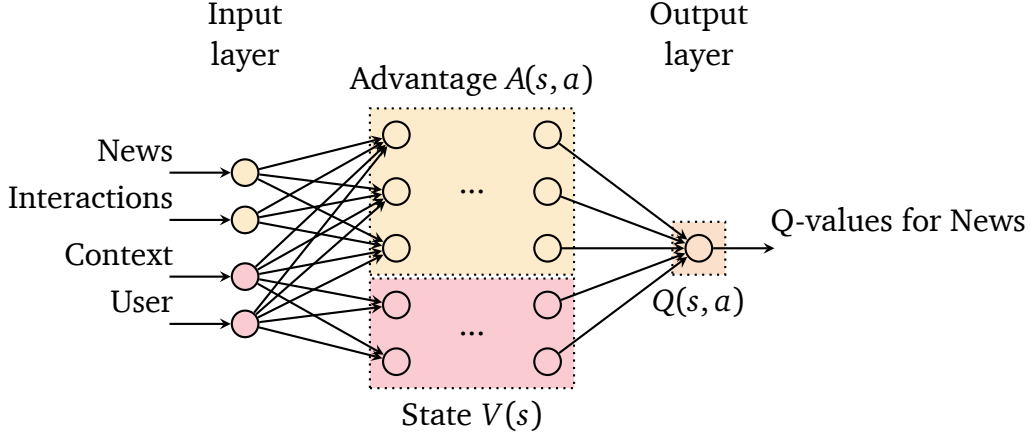 Input
layer
Output
layer
Advantage A(s, a)
News
Interactions
Context
User
...
...
Q-values for News
Q(s, a)
State V(s)